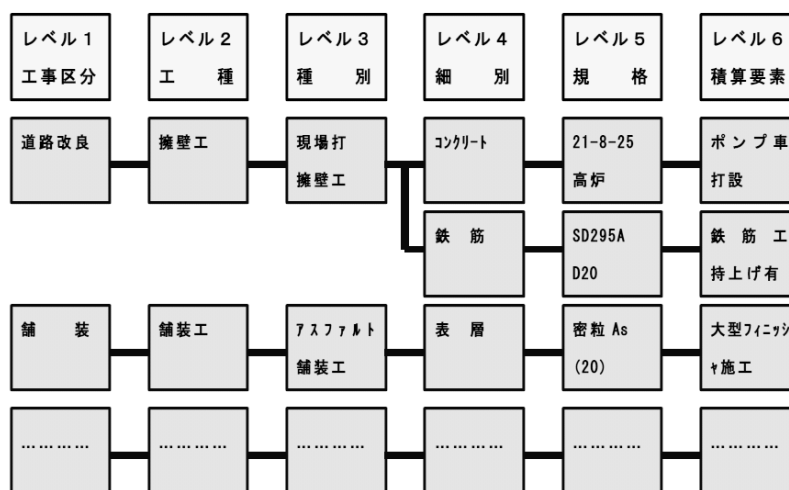 レベル1 レベル2 レベル3 レベル4 レベル5 レベル6
工事区分 工 種 種 別 細 別 規 格 積算要素
道路改良 擁壁工 現場打 ｺﾝｸﾘｰﾄ 21-8-25 ポンプ車
擁壁工 高炉 打設
鉄 筋 SD295A 鉄 筋 工
D20 持上げ有
舗 装 舗装工 ｱｽﾌｧﾙﾄ 表 層 密粒 As 大型ﾌｨﾆｯｼ
舗装工 (20) ｬ施工
………… ………… ………… ………… ………… …………